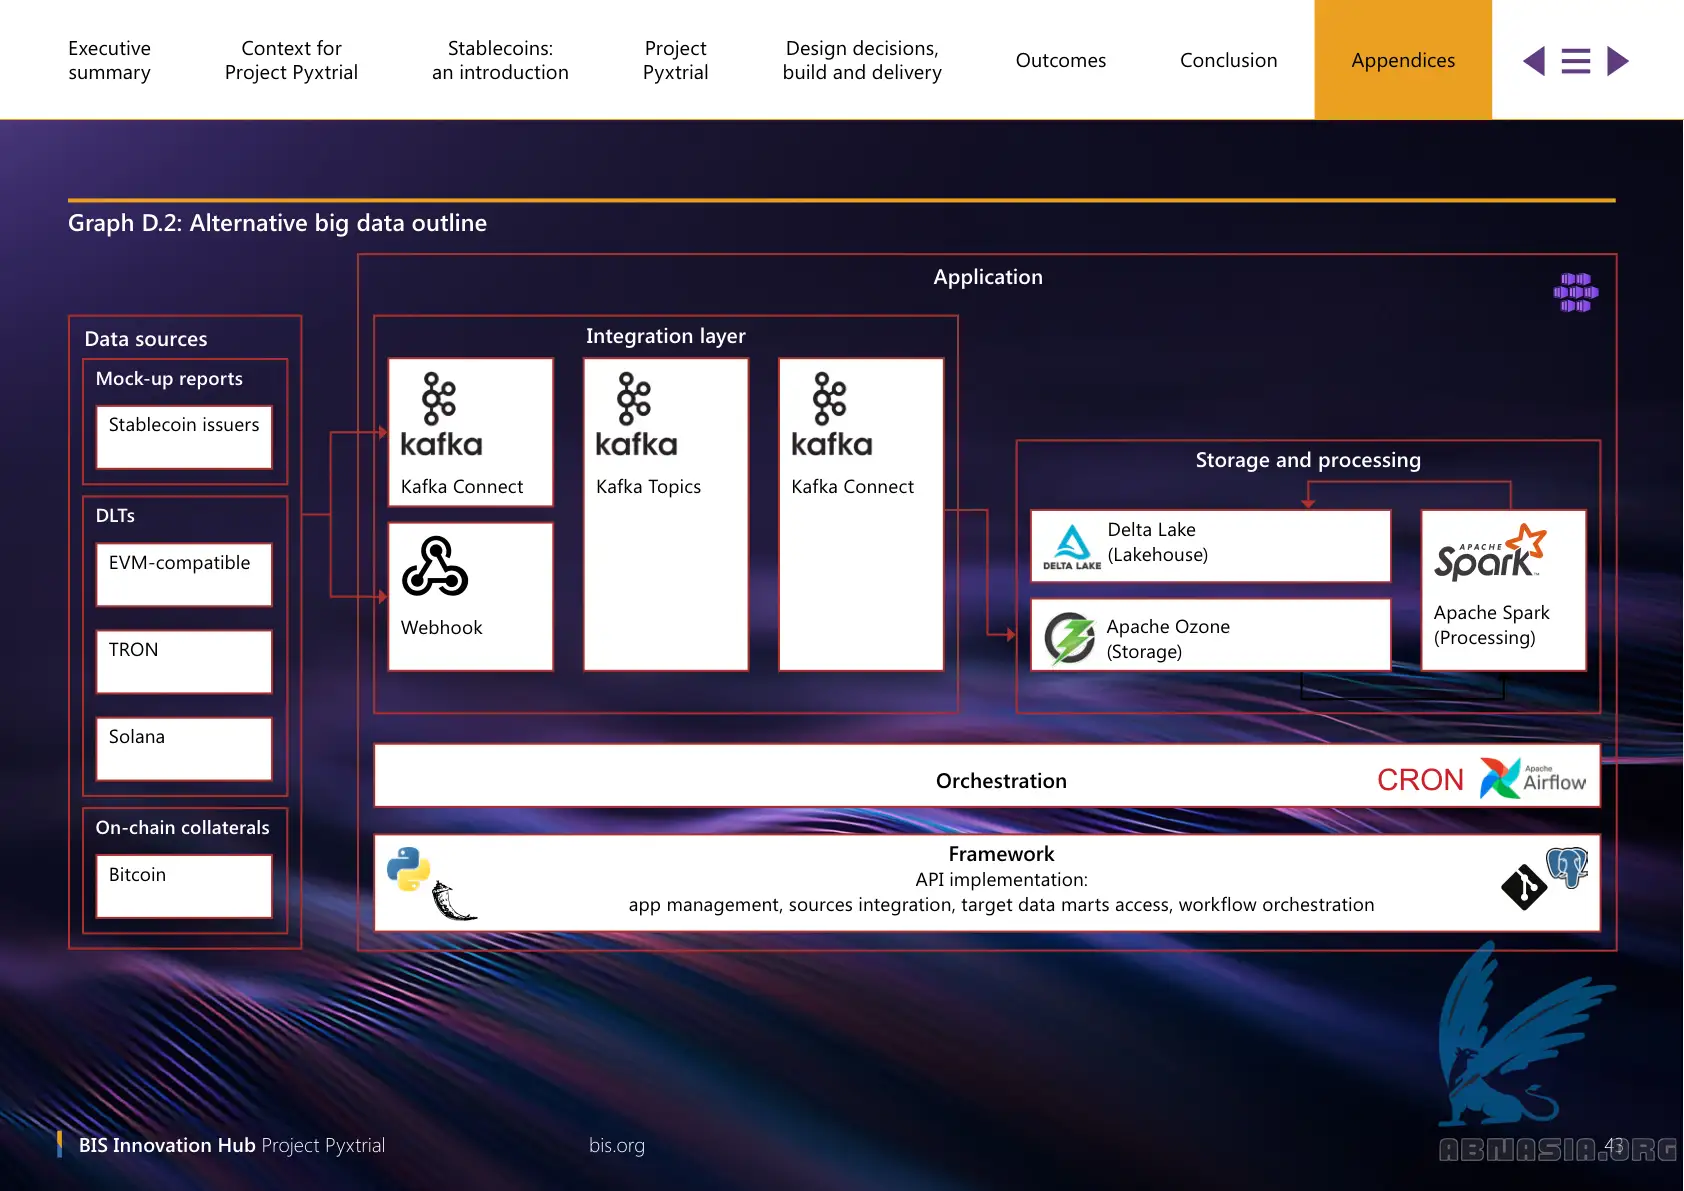 Executive
summary
Context for
Project Pyxtrial
Stablecoins:
an introduction
Project
Pyxtrial
Design decisions,
build and delivery
Outcomes
Conclusion
Appendices
Graph D.2: Alternative big data outline
Application
Data sources
Mock-up reports
Stablecoin issuers
DLTs
EVM-compatible
TRON
Solana
On-chain collaterals
Bitcoin
Integration layer
kafka
Kafka Connect
Webhook
kafka
Kafka Topics
kafka
Kafka Connect
Storage and processing
DELTA LAKE
Delta Lake
(Lakehouse)
Apache Ozone
(Storage)
APACHE
Spark
TM
Apache Spark
(Processing)
Orchestration
CRON
Apache
Airflow
Framework
API implementation:
app management, sources integration, target data marts access, workflow orchestration
BIS Innovation Hub Project Pyxtrial
bis.org
43
ABNASIA.ORG